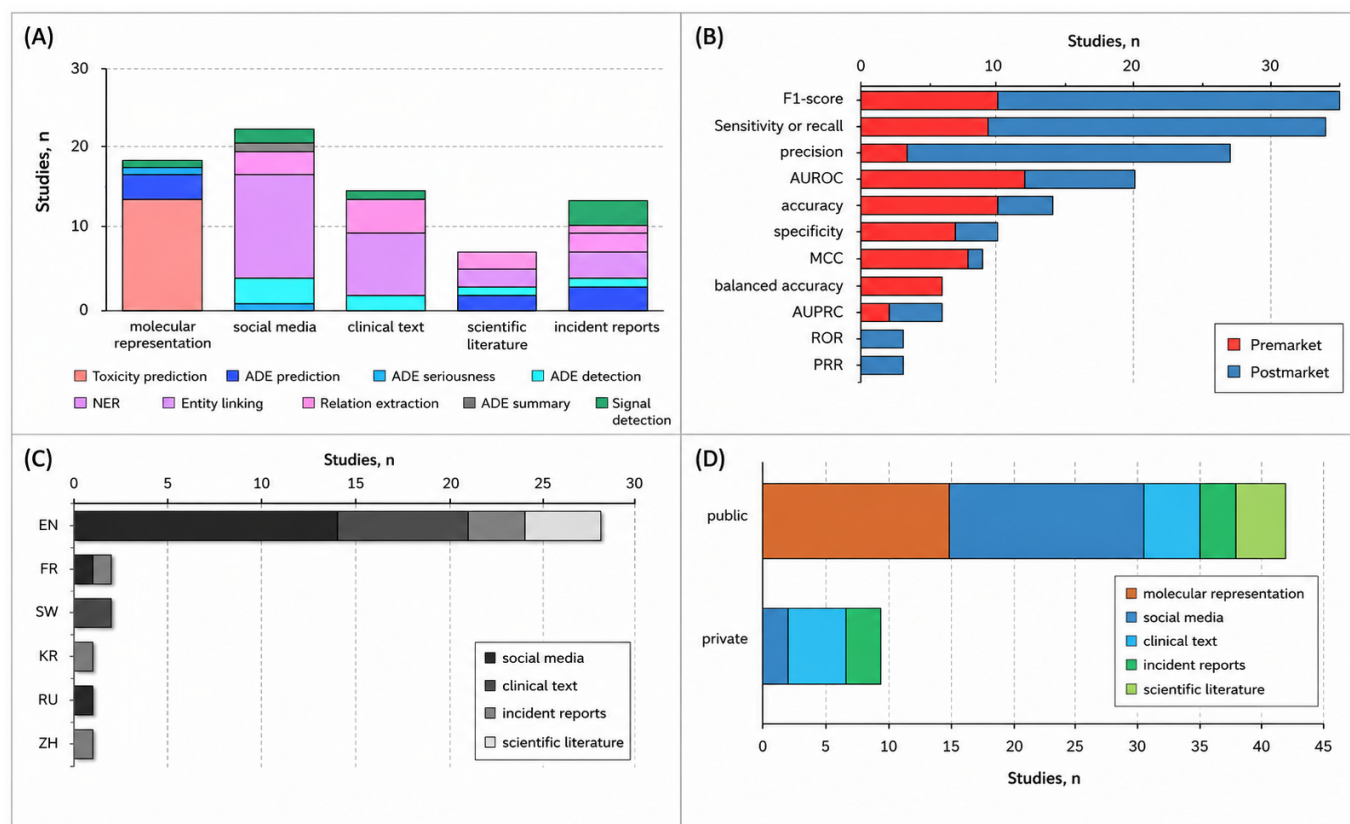 (A)
Studies, n
30
20
10
0
molecular
representation
social media
clinical text
scientific
literature
incident reports
Toxicity prediction
ADE prediction
ADE seriousness
ADE detection
NER
Entity linking
Relation extraction
ADE summary
Signal
detection
(B)
Studies, n
0 10 20 30
F1-score
Sensitivity or recall
precision
AUROC
accuracy
specificity
MCC
balanced accuracy
AUPRC
ROR
PRR
Premarket
Postmarket
(C)
Studies, n
0 5 10 15 20 25 30
EN
FR
SW
KR
RU
ZH
social media
clinical text
incident reports
scientific literature
(D)
public
private
molecular representation
social media
clinical text
incident reports
scientific literature
0 5 10 15 20 25 30 35 40 45
Studies, n